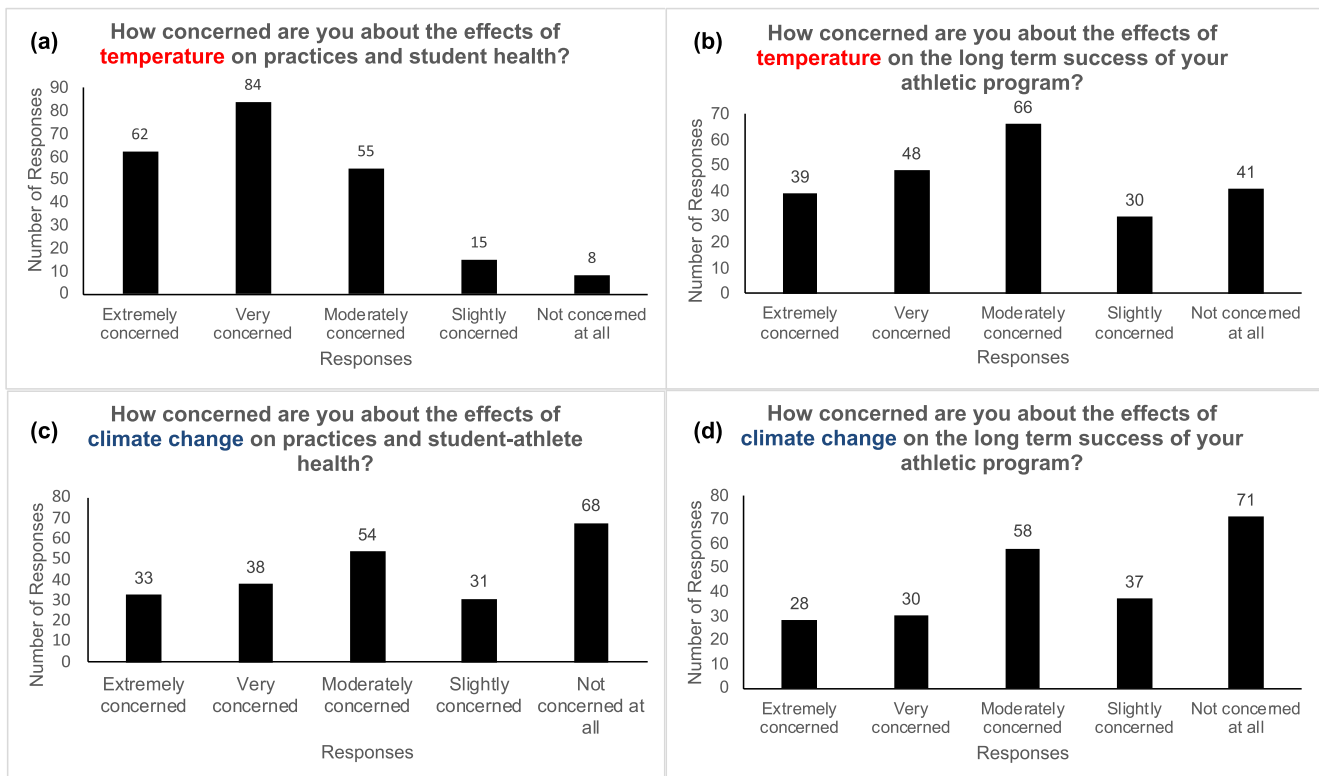 (a)
How concerned are you about the effects of
temperature on practices and student health?
Number of Responses
90
80
70
60
50
40
30
20
10
0
62
84
55
15
8
Extremely concerned
Very concerned
Moderately concerned
Slightly concerned
Not concerned at all
Responses
(b)
How concerned are you about the effects of
temperature on the long term success of your
athletic program?
Number of Responses
70
60
50
40
30
20
10
0
39
48
66
30
41
Extremely concerned
Very concerned
Moderately concerned
Slightly concerned
Not concerned at all
Responses
(c)
How concerned are you about the effects of
climate change on practices and student-athlete
health?
Number of Responses
80
70
60
50
40
30
20
10
0
33
38
54
31
68
Extremely concerned
Very concerned
Moderately concerned
Slightly concerned
Not concerned at all
Responses
(d)
How concerned are you about the effects of
climate change on the long term success of your
athletic program?
Number of Responses
80
70
60
50
40
30
20
10
0
28
30
58
37
71
Extremely concerned
Very concerned
Moderately concerned
Slightly concerned
Not concerned at all
Responses